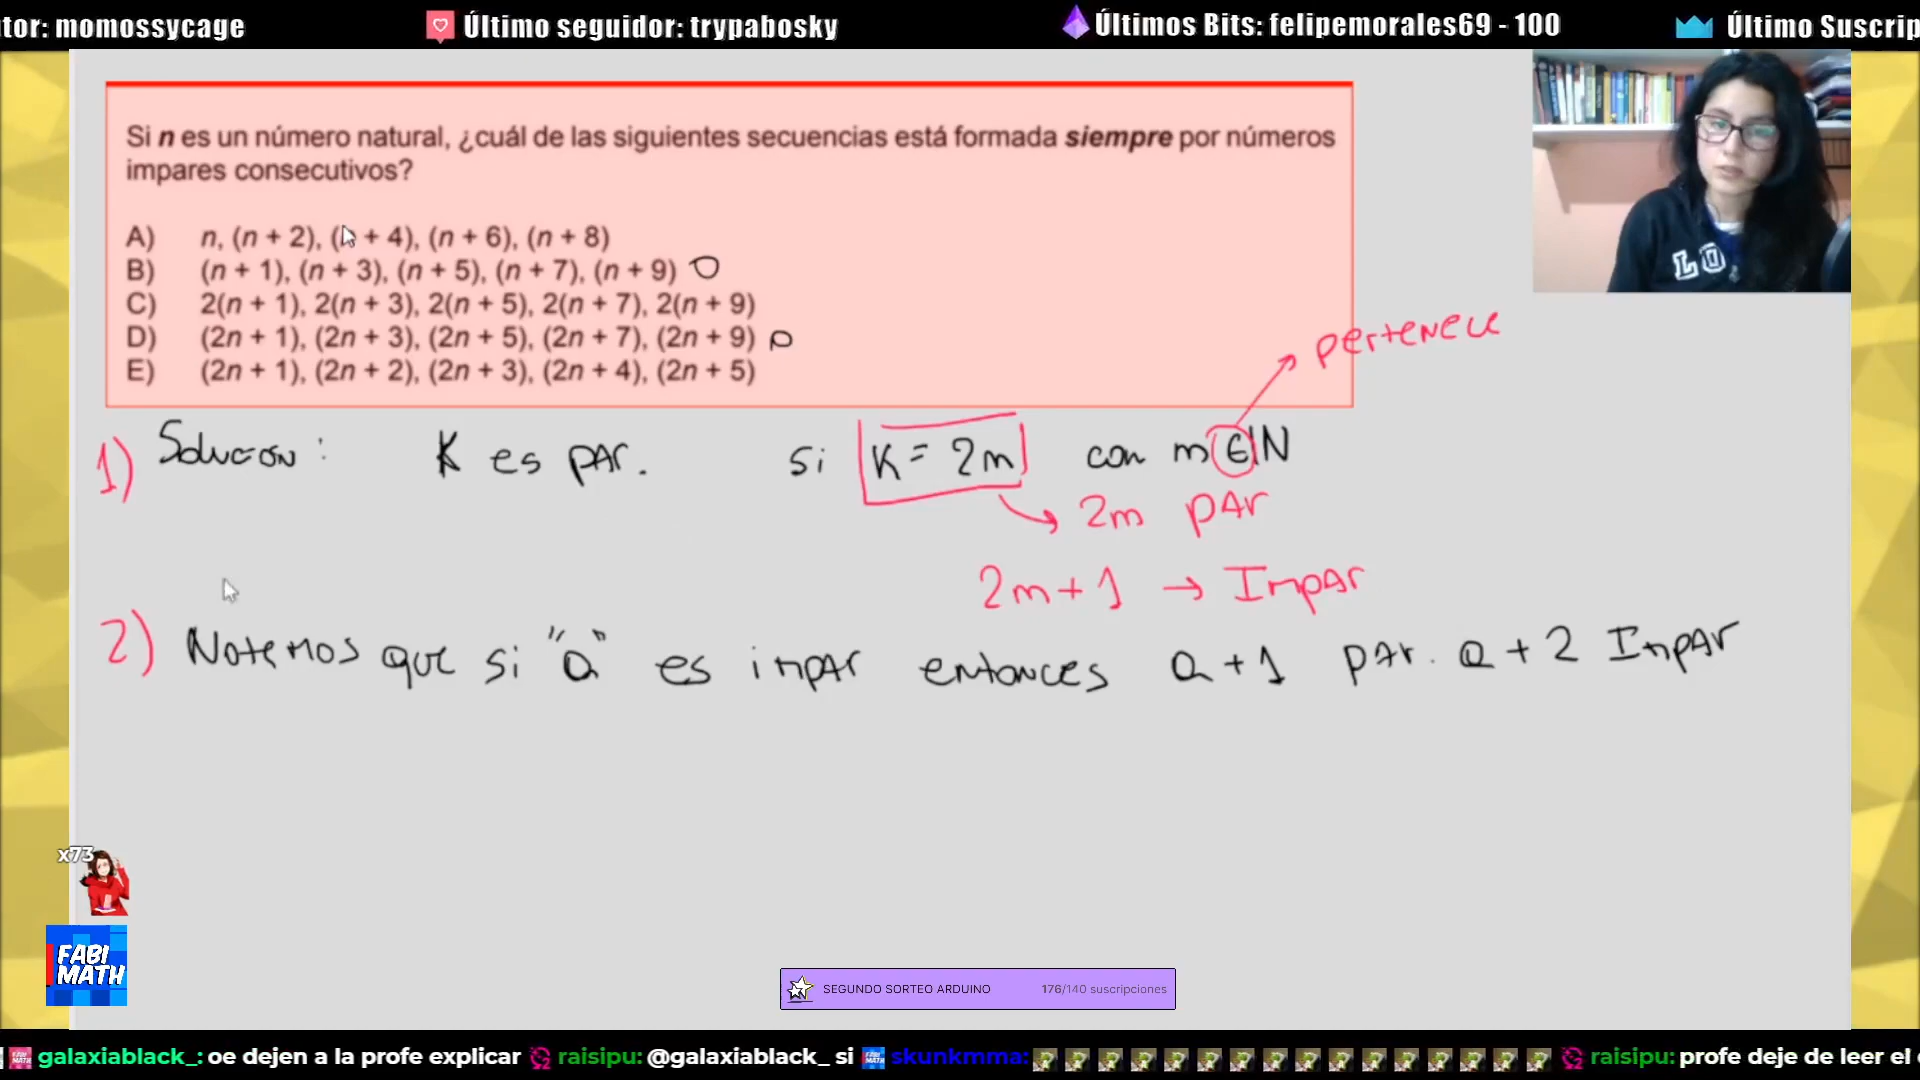 tor: momossycage
Último seguidor: trypabosky
Últimos Bits: felipemorales69 - 100
Último Suscrip
Si n es un número natural, ¿cuál de las siguientes secuencias está formada siempre por números
impares consecutivos?
A) n, (n + 2), (n + 4), (n + 6), (n + 8)
B) (n + 1), (n + 3), (n + 5), (n + 7), (n + 9)
C) 2(n + 1), 2(n + 3), 2(n + 5), 2(n + 7), 2(n + 9)
D) (2n + 1), (2n + 3), (2n + 5), (2n + 7), (2n + 9)
E) (2n + 1), (2n + 2), (2n + 3), (2n + 4), (2n + 5)
LO
pertenece
1) Solución: K es par. si K = 2m con m ∈ ℕ
2m par
2m + 1 → Impar
2) Notemos que si "a" es impar entonces a + 1 par. a + 2 Impar
x73
FABI
MATH
SEGUNDO SORTEO ARDUINO 176/140 suscripciones
galaxiablack_: oe dejen a la profe explicar raisipu: @galaxiablack_ si skunkmma: raisipu: profe deje de leer el